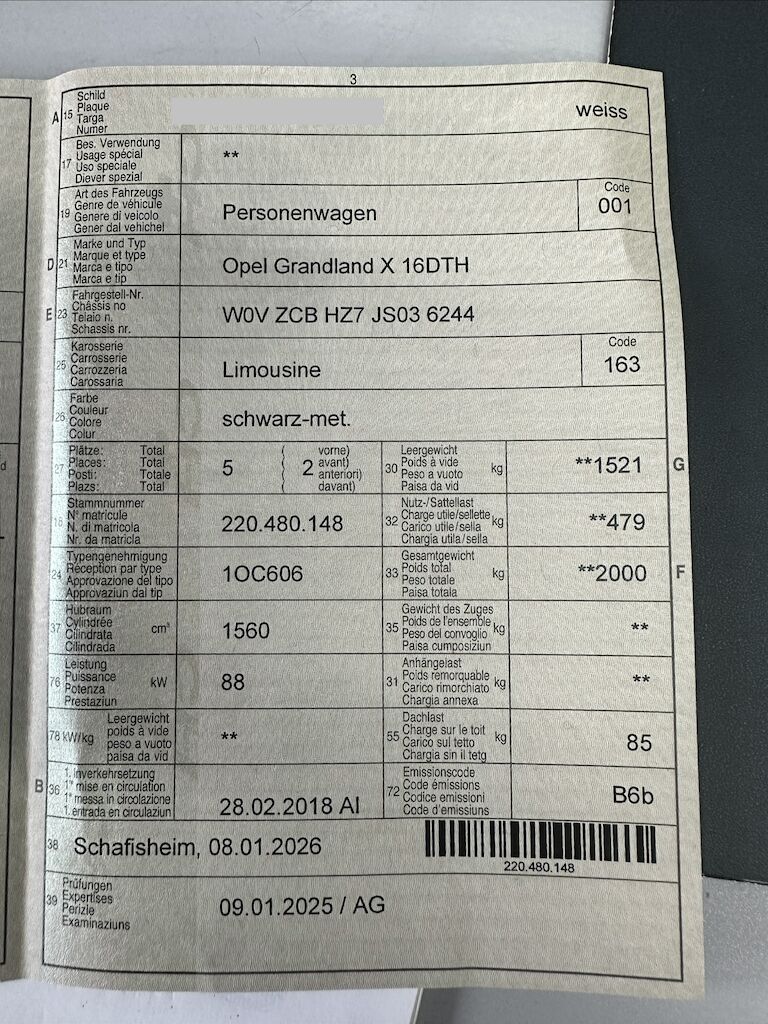 3
A 15 Schild
Plaque
Targa
Numer
weiss
17 Bes. Verwendung
Usage spécial
Uso speciale
Diever spezial
**
19 Art des Fahrzeugs
Genre de véhicule
Genere di veicolo
Gener dal vehichel
Personenwagen
Code
001
D 21 Marke und Typ
Marque et type
Marca e tipo
Marca e tip
Opel Grandland X 16DTH
E 23 Fahrgestell-Nr.
Châssis no
Telaio n.
Schassis nr.
W0V ZCB HZ7 JS03 6244
25 Karosserie
Carrosserie
Carrozzeria
Carossaria
Limousine
Code
163
26 Farbe
Couleur
Colore
Colur
schwarz-met.
27 Plätze: Total
Places: Total
Posti: Totale
Plazs: Total
5
( vorne)
( 2 avant)
( anteriori)
( davant)
30 Leergewicht
Poids à vide
Peso a vuoto
Paisa da vid
kg
**1521
G
18 Stammnummer
N° matricule
N. di matricola
Nr. da matricla
220.480.148
32 Nutz-/Sattellast
Charge utile/sellette
Carico utile/sella
Chargia utila/sella
kg
**479
24 Typengenehmigung
Réception par type
Approvazione del tipo
Approvaziun dal tip
1OC606
33 Gesamtgewicht
Poids total
Peso totale
Paisa totala
kg
**2000
F
37 Hubraum
Cylindrée
Cilindrata
Cilindrada
cm³
1560
35 Gewicht des Zuges
Poids de l'ensemble
Peso del convoglio
Paisa cumposiziun
kg
**
76 Leistung
Puissance
Potenza
Prestaziun
kW
88
31 Anhängelast
Poids remorquable
Carico rimorchiato
Chargia annexa
kg
**
78 kW/kg
Leergewicht
poids à vide
peso a vuoto
paisa da vid
**
55 Dachlast
Charge sur le toit
Carico sul tetto
Chargia sin il tetg
kg
85
B 36 1. Inverkehrsetzung
1re mise en circulation
1a messa in circolazione
1. entrada en circulaziun
28.02.2018 AI
72 Emissionscode
Code émissions
Codice emissioni
Code d'emissiuns
B6b
38 Schafisheim, 08.01.2026
220.480.148
39 Prüfungen
Expertises
Perizie
Examinaziuns
09.01.2025 / AG
d